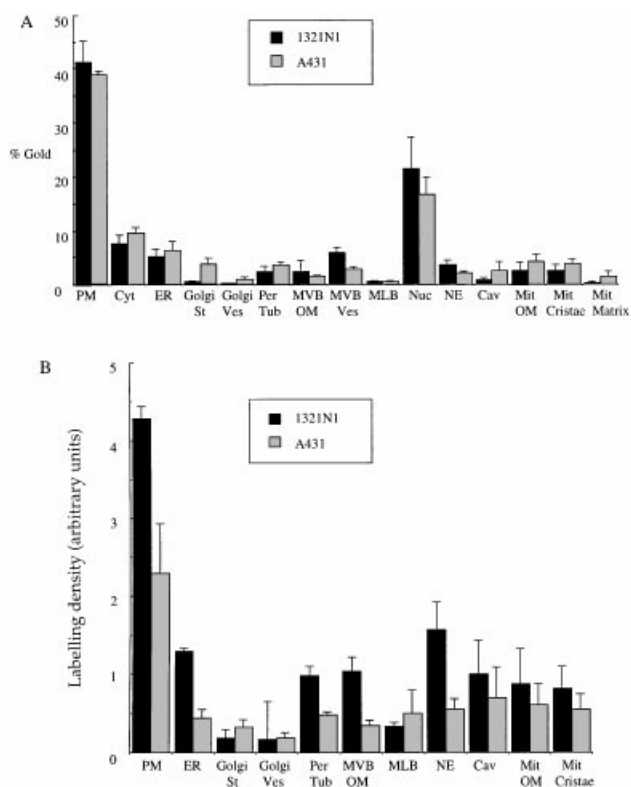 A
1321N1
A431
50
40
30
20
10
0
% Gold
PM Cyt ER Golgi St Golgi Ves Per Tub MVB OM MVB Ves MLB Nuc NE Cav Mit OM Mit Cristae Mit Matrix
B
1321N1
A431
5
4
3
2
1
0
Labelling density (arbitrary units)
PM ER Golgi St Golgi Ves Per Tub MVB OM MLB NE Cav Mit OM Mit Cristae